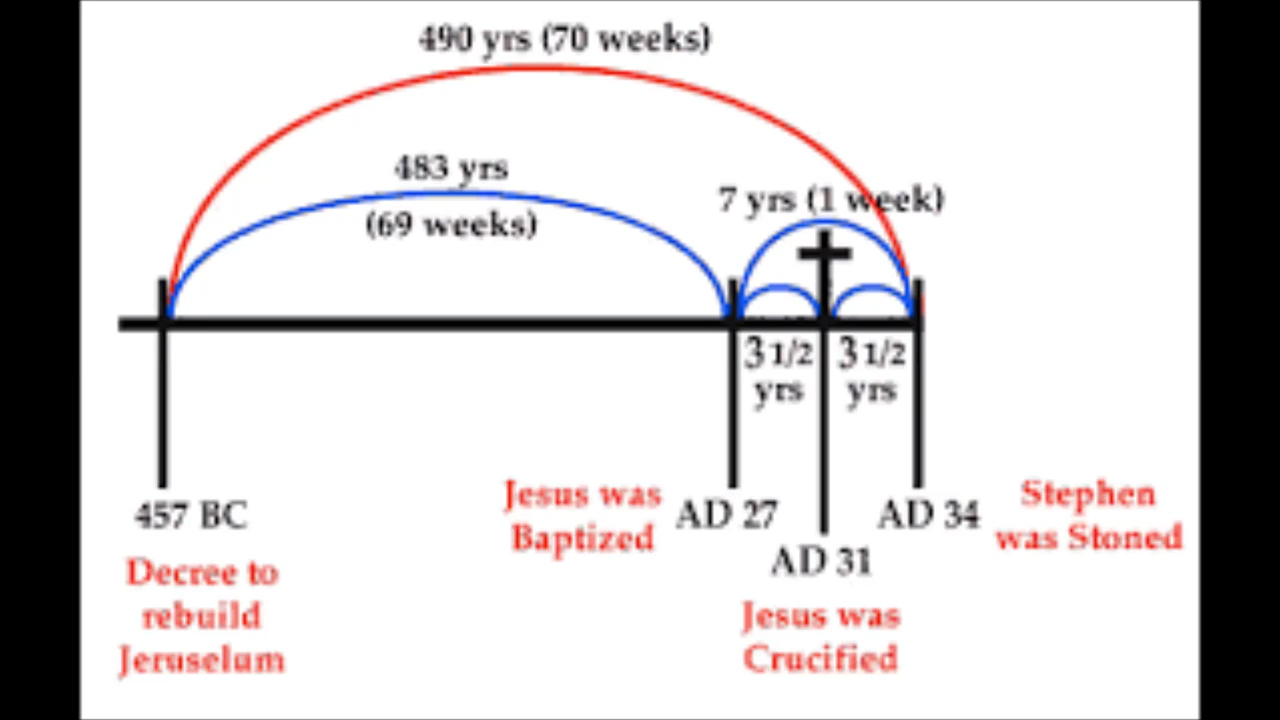 490 yrs (70 weeks)
483 yrs
(69 weeks)
7 yrs (1 week)
3 1/2
yrs
3 1/2
yrs
457 BC
Decree to
rebuild
Jeruselum
Jesus was
Baptized
AD 27
AD 31
Jesus was
Crucified
AD 34
Stephen
was Stoned